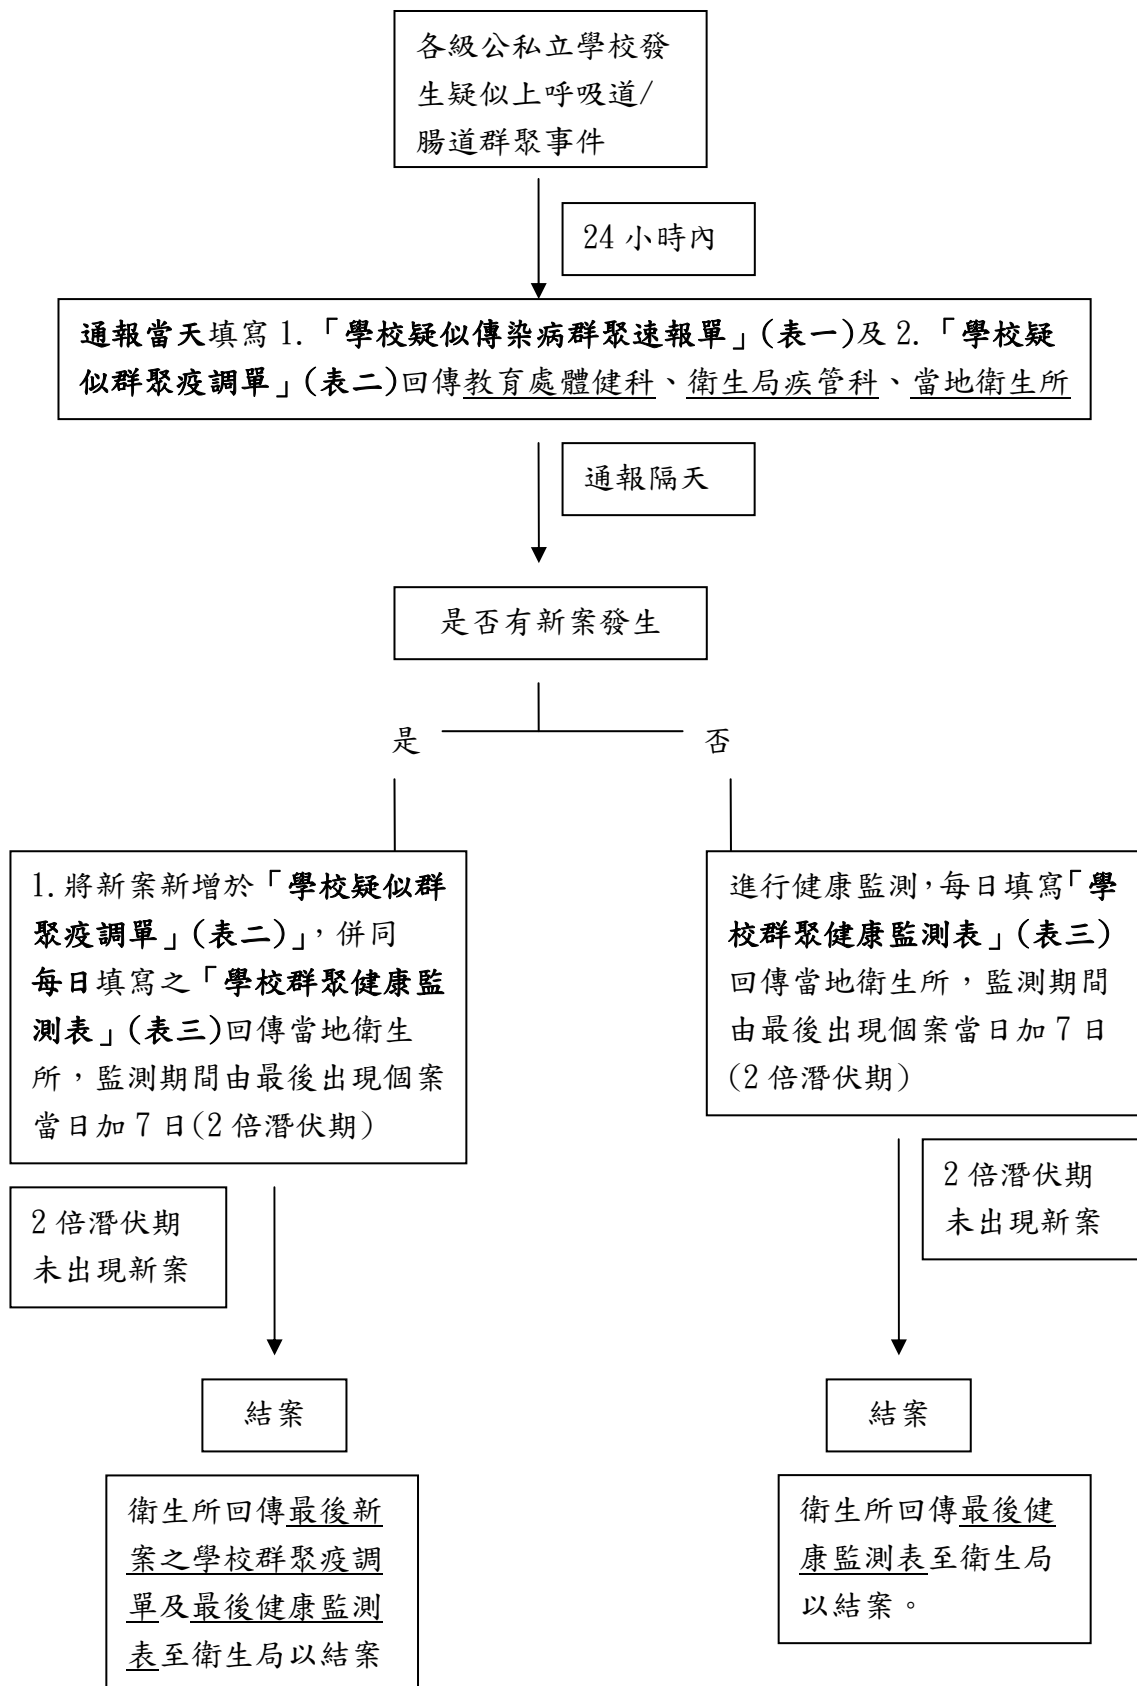 各級公私立學校發
生疑似上呼吸道/
腸道群聚事件
24 小時內
通報當天填寫 1. 「學校疑似傳染病群聚速報單」(表一)及 2. 「學校疑
似群聚疫調單」(表二)回傳教育處體健科、衛生局疾管科、當地衛生所
通報隔天
是否有新案發生
是
否
1. 將新案新增於「學校疑似群
聚疫調單」(表二)」, 併同
每日填寫之「學校群聚健康監
測表」(表三)回傳當地衛生
所，監測期間由最後出現個案
當日加 7 日(2 倍潛伏期)
進行健康監測,每日填寫「學
校群聚健康監測表」(表三)
回傳當地衛生所，監測期間
由最後出現個案當日加 7 日
(2 倍潛伏期)
2 倍潛伏期
未出現新案
2 倍潛伏期
未出現新案
結案
結案
衛生所回傳最後新
案之學校群聚疫調
單及最後健康監測
表至衛生局以結案
衛生所回傳最後健
康監測表至衛生局
以結案。